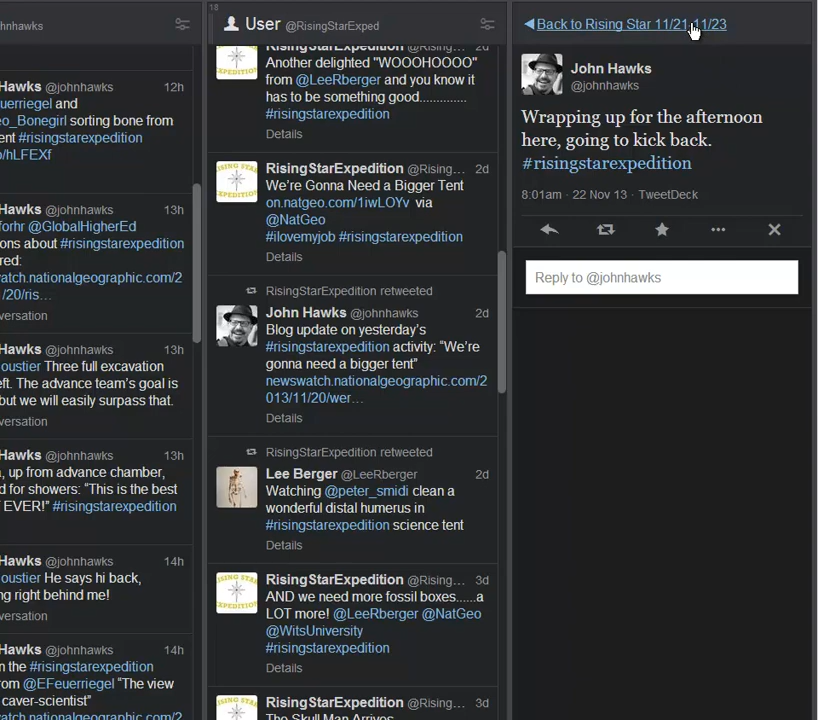 hnhawks
Hawks @johnhawks 12h
uerriegel and
eo_Bonegirl sorting bone from
ent #risingstarexpedition
o/hLFEXf
Hawks @johnhawks 13h
forhr @GlobalHigherEd
ons about #risingstarexpedition
red:
vatch.nationalgeographic.com/2
/20/ris…
versation
Hawks @johnhawks 13h
oustier Three full excavation
eft. The advance team's goal is
but we will easily surpass that.
versation
Hawks @johnhawks 13h
, up from advance chamber,
d for showers: "This is the best
EVER!" #risingstarexpedition
Hawks @johnhawks 14h
oustier He says hi back,
ng right behind me!
versation
Hawks @johnhawks 14h
n the #risingstarexpedition
rom @EFeuerriegel "The view
caver-scientist"
vatch.nationalgeographic.com/2
18
User @RisingStarExped
RisingStarExpedition @Rising... 2d
Another delighted "WOOOHOOOO"
from @LeeRberger and you know it
has to be something good..............
#risingstarexpedition
Details
RisingStarExpedition @Rising... 2d
We're Gonna Need a Bigger Tent
on.natgeo.com/1iwLOYv via
@NatGeo
#ilovemyjob #risingstarexpedition
Details
RisingStarExpedition retweeted
John Hawks @johnhawks 2d
Blog update on yesterday's
#risingstarexpedition activity: "We're
gonna need a bigger tent"
newswatch.nationalgeographic.com/2
013/11/20/wer…
Details
RisingStarExpedition retweeted
Lee Berger @LeeRberger 2d
Watching @peter_smidi clean a
wonderful distal humerus in
#risingstarexpedition science tent
Details
RisingStarExpedition @Rising... 3d
AND we need more fossil boxes......a
LOT more! @LeeRberger @NatGeo
@WitsUniversity
#risingstarexpedition
Details
RisingStarExpedition @Rising... 3d
The Skull Man Arrives
Back to Rising Star 11/21-11/23
John Hawks
@johnhawks
Wrapping up for the afternoon
here, going to kick back.
#risingstarexpedition
8:01am · 22 Nov 13 · TweetDeck
Reply to @johnhawks